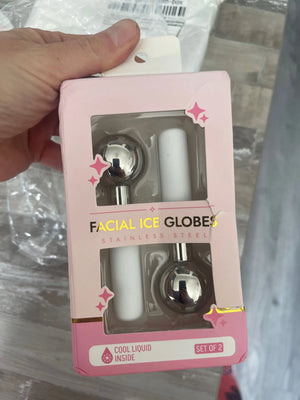 FACIAL ICE GLOBES
STAINLESS STEEL
COOL LIQUID
INSIDE
SET OF 2